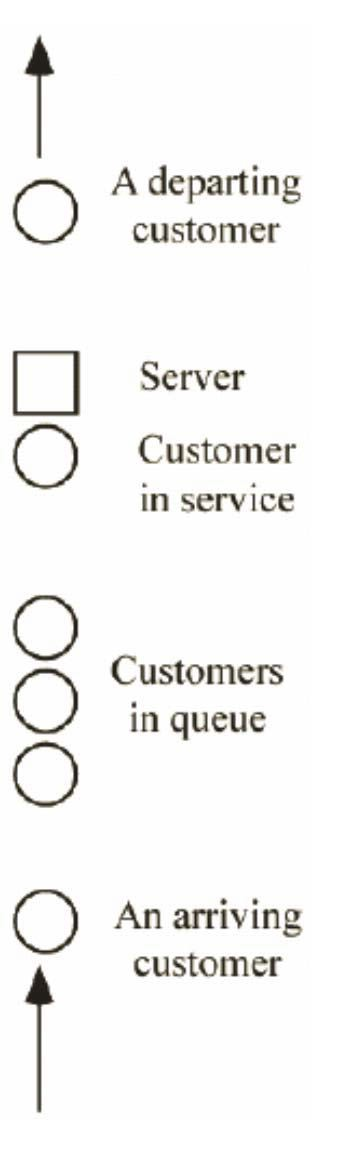 A departing
customer
Server
Customer
in service
Customers
in queue
An arriving
customer